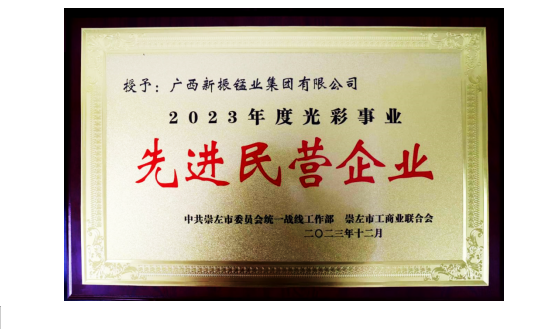 授予：广西新振锰业集团有限公司
2023年度光彩事业
先进民营企业
中共崇左市委员会统一战线工作部 崇左市工商业联合会
二〇二三年十二月